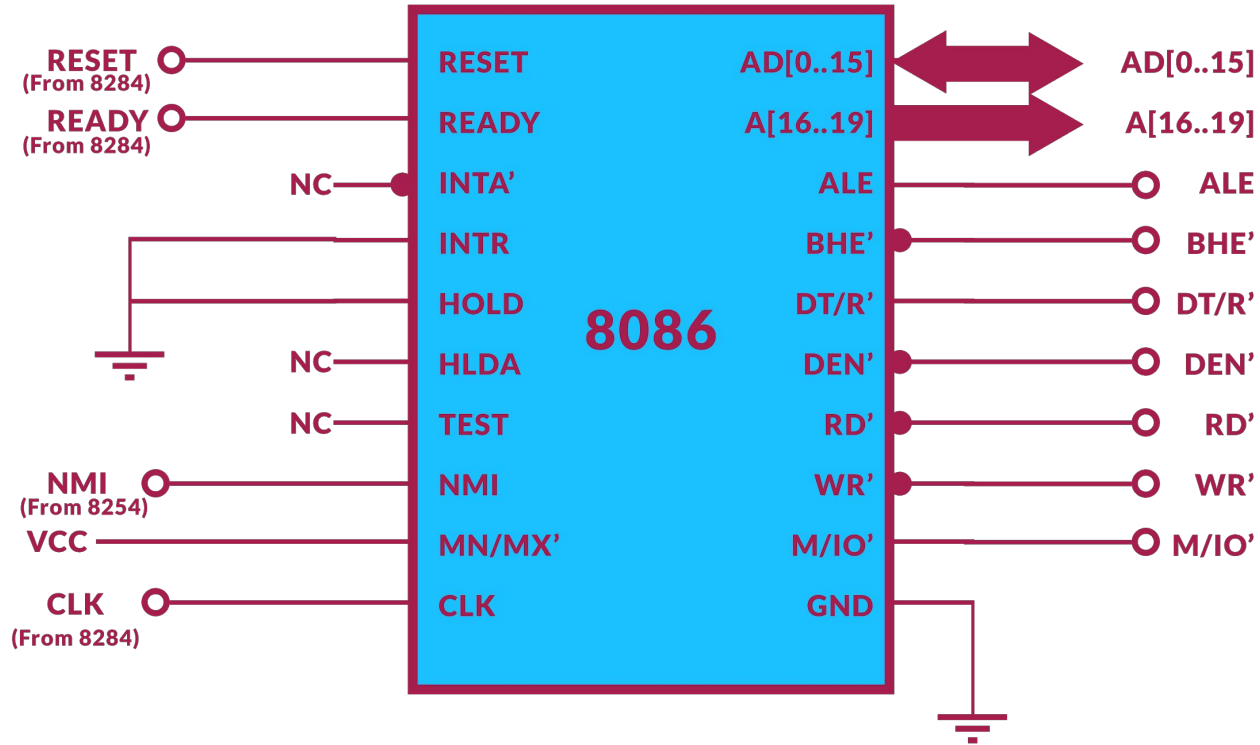 RESET
(From 8284)
READY
(From 8284)
NC
NC
NC
NMI
(From 8254)
VCC
CLK
(From 8284)
RESET
READY
INTA’
INTR
HOLD
HLDA
TEST
NMI
MN/MX’
CLK
8086
AD[0..15]
A[16..19]
ALE
BHE’
DT/R’
DEN’
RD’
WR’
M/IO’
GND
AD[0..15]
A[16..19]
ALE
BHE’
DT/R’
DEN’
RD’
WR’
M/IO’